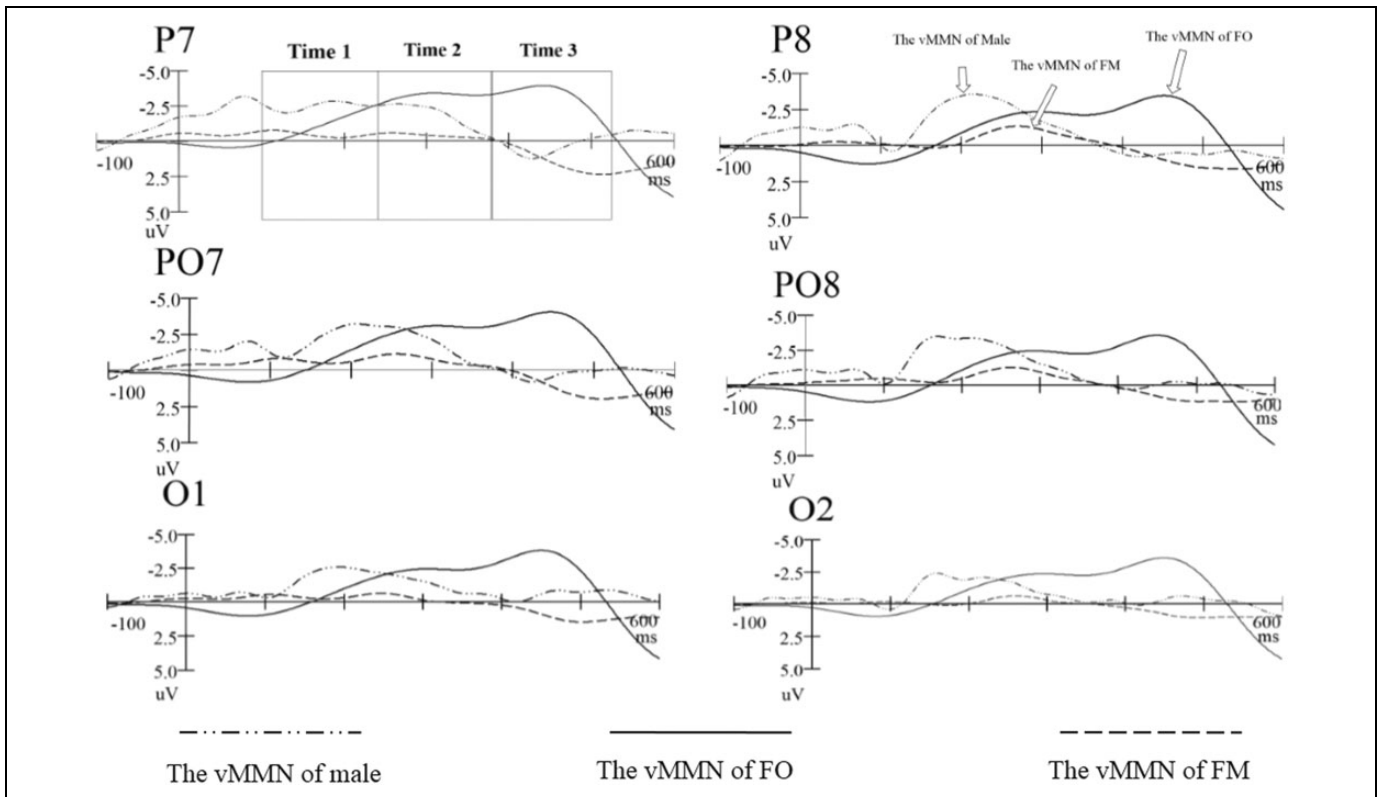 P7
Time 1
Time 2
Time 3
-5.0
-2.5
-100
2.5
5.0
uV
600
ms
P8
The vMMN of Male
The vMMN of FM
The vMMN of FO
-5.0
-2.5
-100
2.5
5.0
uV
600
ms
PO7
-5.0
-2.5
-100
2.5
5.0
uV
600
ms
PO8
-5.0
-2.5
-100
2.5
5.0
uV
600
ms
O1
-5.0
-2.5
-100
2.5
5.0
uV
600
ms
O2
-5.0
-2.5
-100
2.5
5.0
uV
600
ms
The vMMN of male
The vMMN of FO
The vMMN of FM